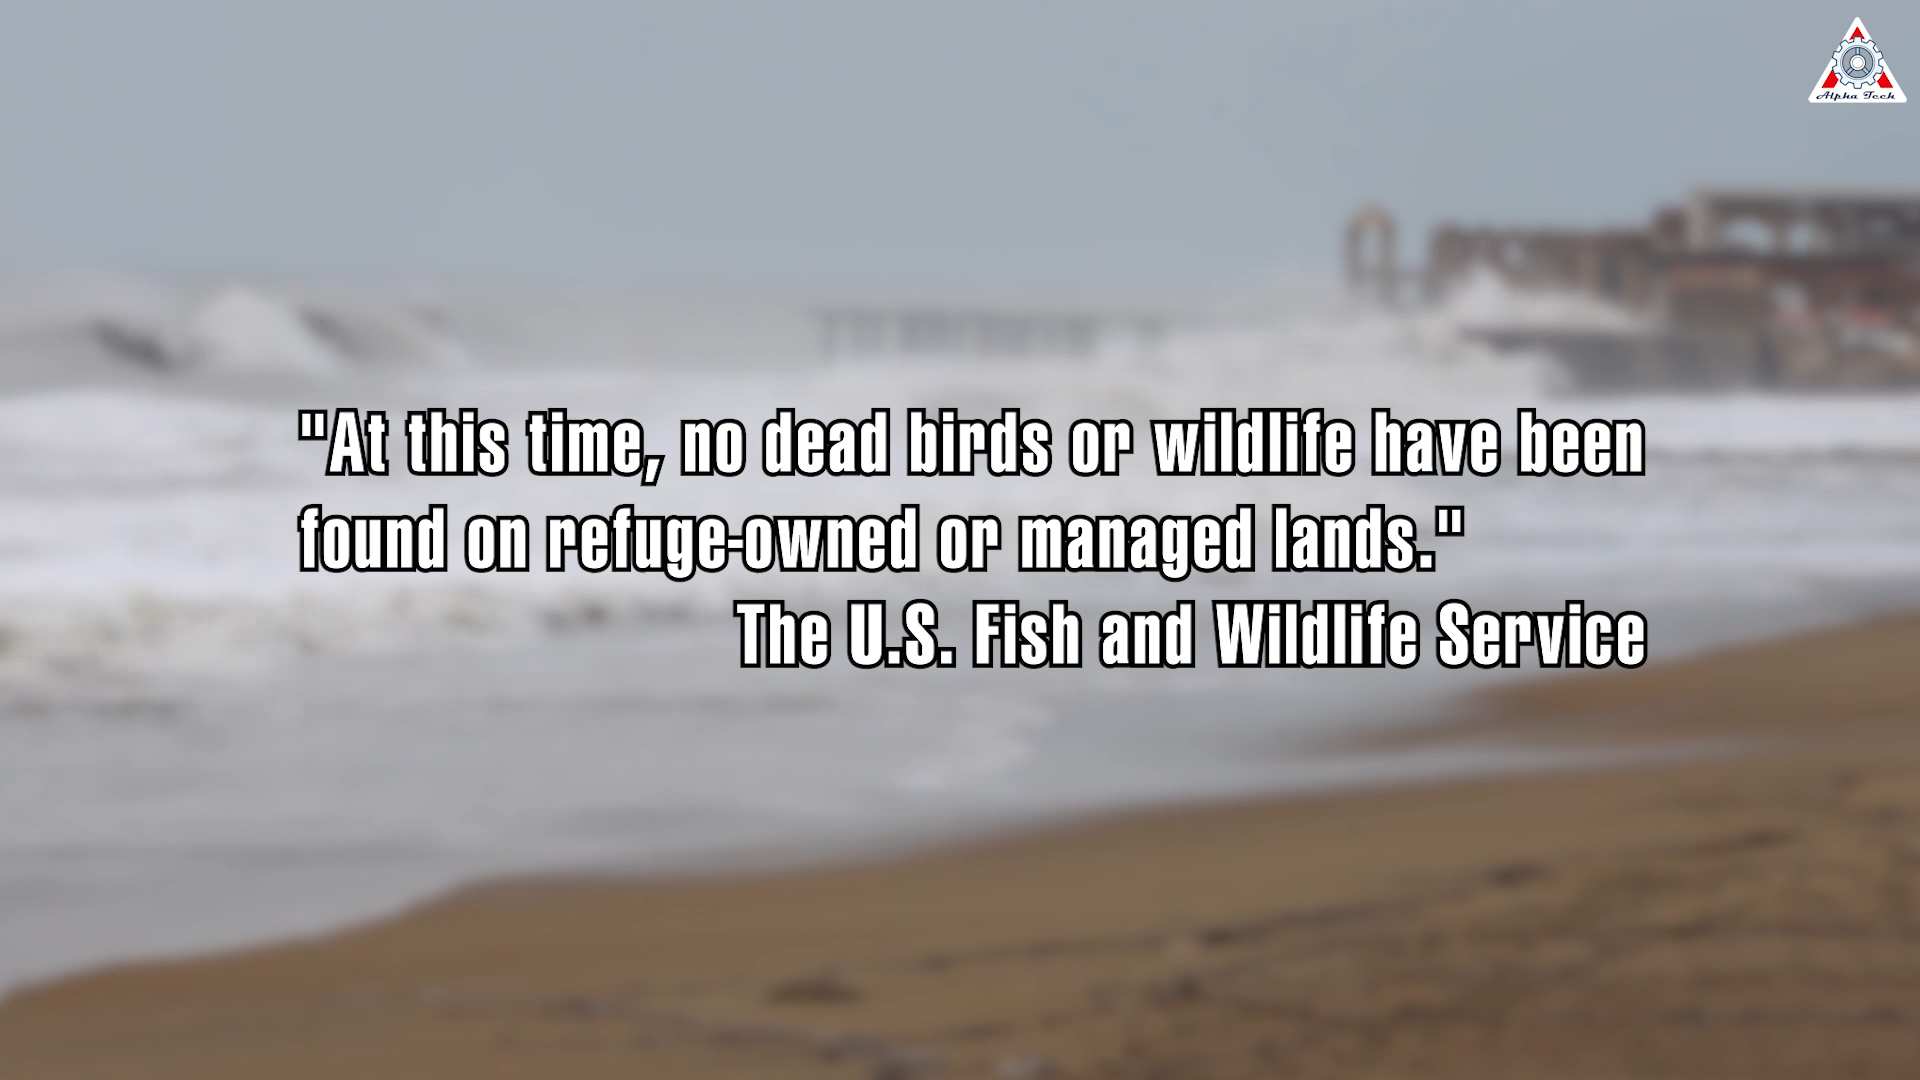 Alpha Tech
"At this time, no dead birds or wildlife have been
found on refuge-owned or managed lands."
The U.S. Fish and Wildlife Service